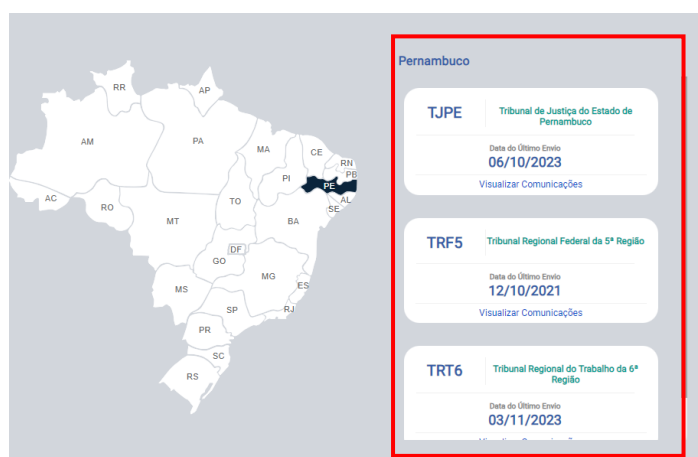 RR
AP
AM
PA
MA
CE
RN
PB
PI
PE
AL
SE
AC
RO
TO
BA
MT
DF
GO
MG
MS
ES
SP
RJ
PR
SC
RS
Pernambuco
TJPE
Tribunal de Justiça do Estado de
Pernambuco
Data do Último Envio
06/10/2023
Visualizar Comunicações
TRF5
Tribunal Regional Federal da 5ª Região
Data do Último Envio
12/10/2021
Visualizar Comunicações
TRT6
Tribunal Regional do Trabalho da 6ª
Região
Data do Último Envio
03/11/2023